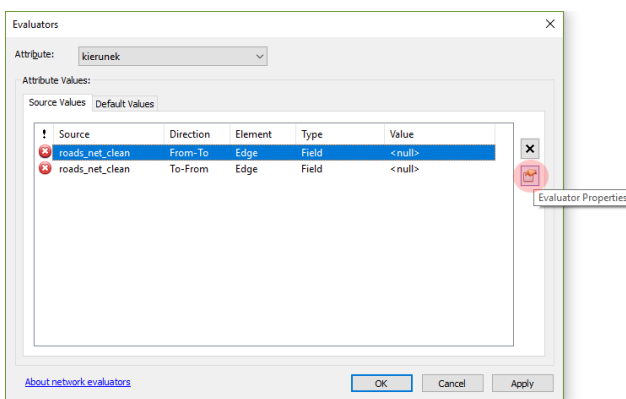 Evaluators
Attribute: kierunek
Attribute Values:
Source Values Default Values
! Source Direction Element Type Value
roads_net_clean From-To Edge Field <null>
roads_net_clean To-From Edge Field <null>
Evaluator Properties
About network evaluators OK Cancel Apply